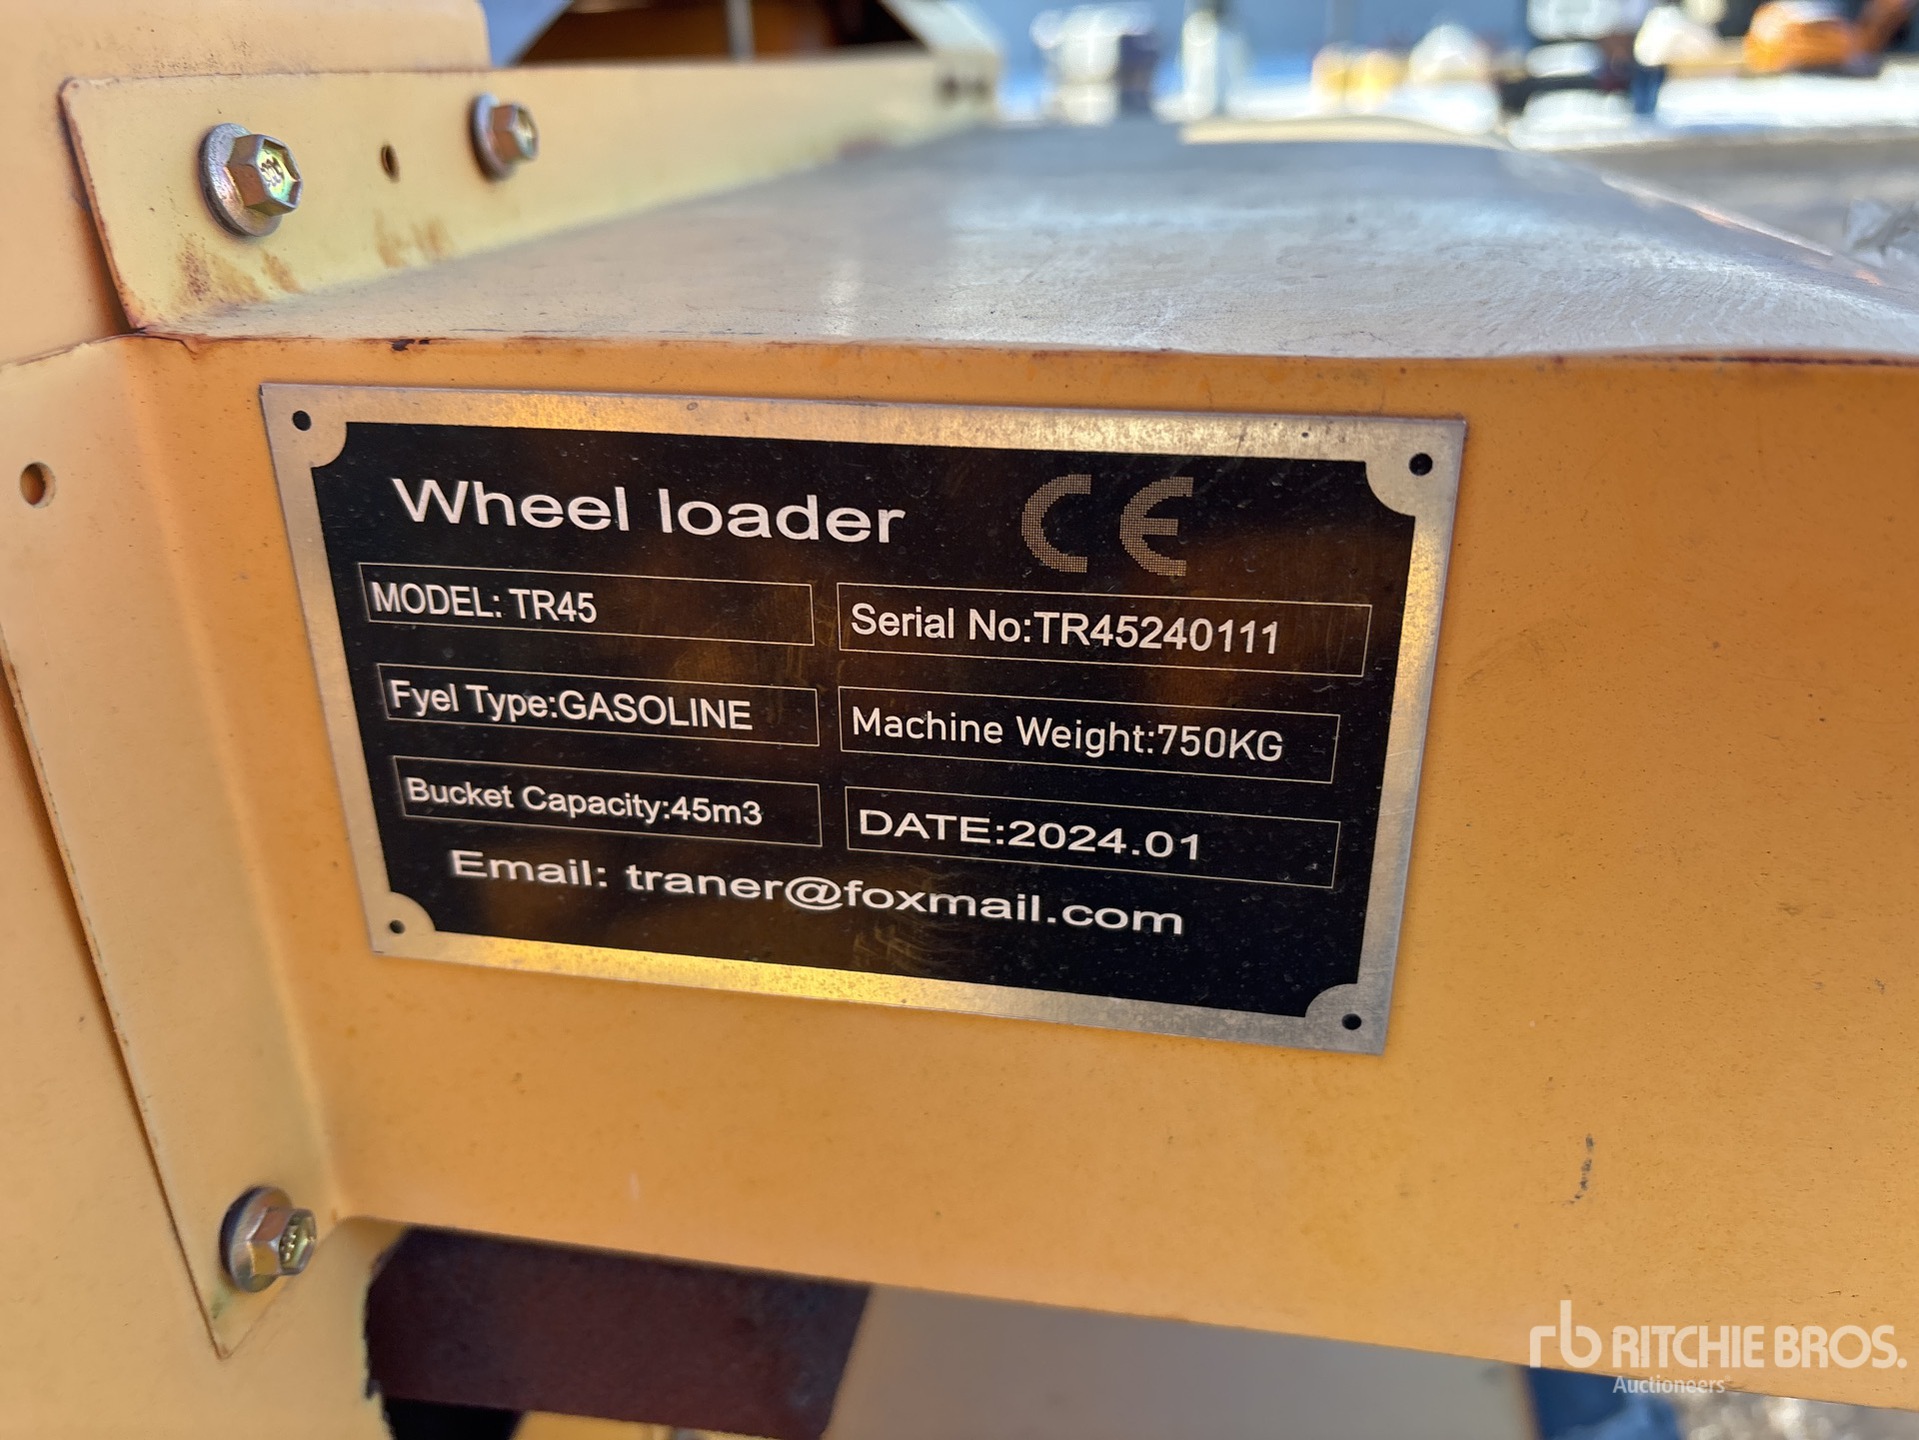 Wheel loader CE
MODEL: TR45
Serial No:TR45240111
Fyel Type:GASOLINE
Machine Weight:750KG
Bucket Capacity:45m3
DATE:2024.01
Email: traner@foxmail.com
rb RITCHIE BROS.
Auctioneers